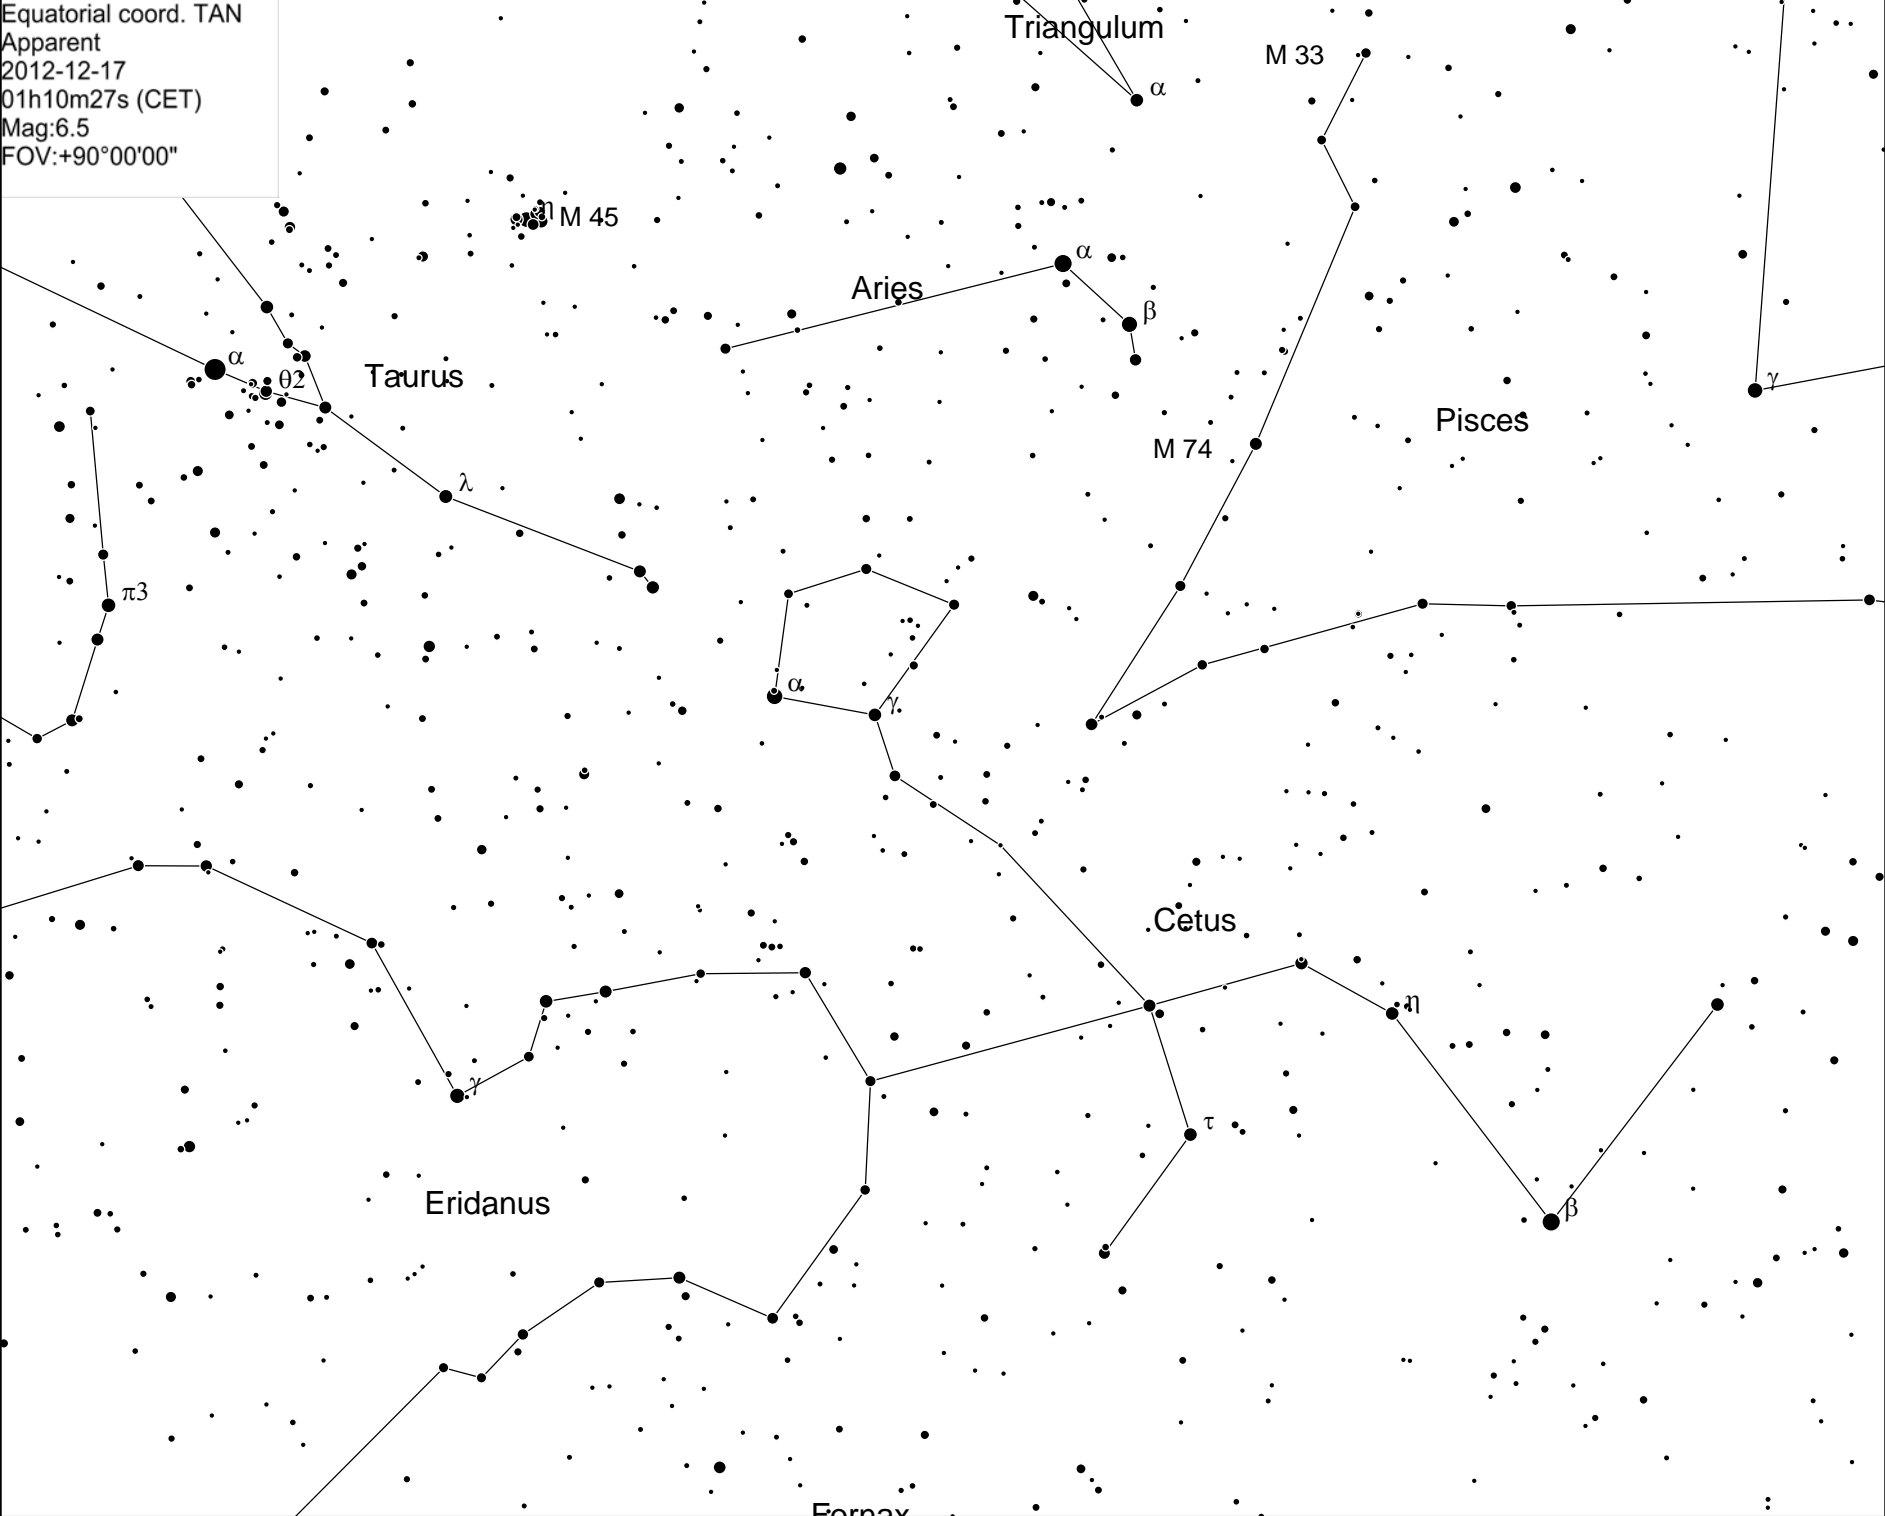 Equatorial coord. TAN
Apparent
2012-12-17
01h10m27s (CET)
Mag:6.5
FOV:+90°00'00"
Triangulum
M 33
α
η M 45
α
Aries
β
α
θ2
Taurus
γ
Pisces
M 74
λ
π3
α
γ
Cetus
η
γ
τ
Eridanus
β
Fornax